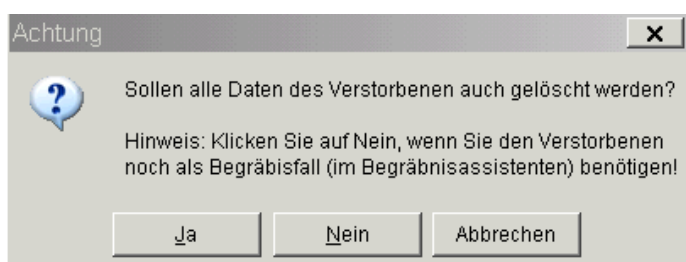 Achtung
Sollen alle Daten des Verstorbenen auch gelöscht werden?
Hinweis: Klicken Sie auf Nein, wenn Sie den Verstorbenen
noch als Begräbisfall (im Begräbnisassistenten) benötigen!
Ja Nein Abbrechen